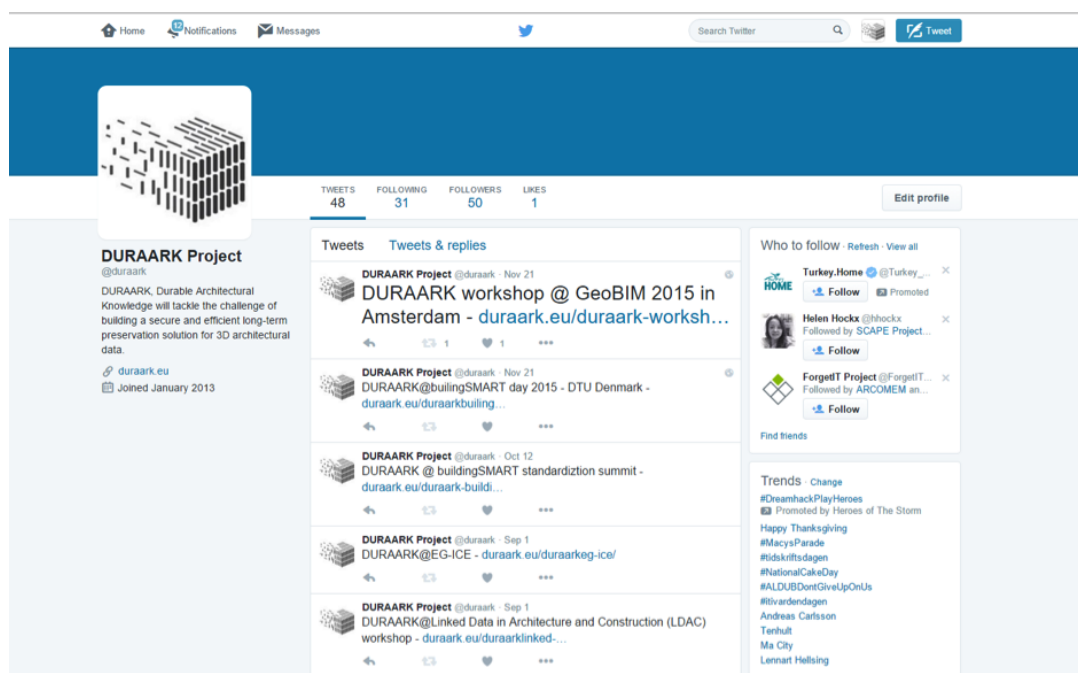 Home
12
Notifications
Messages
Search Twitter
Tweet
TWEETS
48
FOLLOWING
31
FOLLOWERS
50
LIKES
1
Edit profile
DURAARK Project
@duraark
DURAARK, Durable Architectural
Knowledge will tackle the challenge of
building a secure and efficient long-term
preservation solution for 3D architectural
data.
duraark.eu
Joined January 2013
Tweets Tweets & replies
DURAARK Project @duraark · Nov 21
DURAARK workshop @ GeoBIM 2015 in
Amsterdam - duraark.eu/duraark-worksh...
1 1
DURAARK Project @duraark · Nov 21
DURAARK@builingSMART day 2015 - DTU Denmark -
duraark.eu/duraarkbuiling...
DURAARK Project @duraark · Oct 12
DURAARK @ buildingSMART standardiztion summit -
duraark.eu/duraark-buildi...
DURAARK Project @duraark · Sep 1
DURAARK@EG-ICE - duraark.eu/duraarkeg-ice/
DURAARK Project @duraark · Sep 1
DURAARK@Linked Data in Architecture and Construction (LDAC)
workshop - duraark.eu/duraarklinked-...
Who to follow · Refresh · View all
HOME
Turkey.Home @Turkey_...
Follow Promoted
Helen Hockx @hhockx
Followed by SCAPE Project...
Follow
ForgetIT Project @ForgetIT...
Followed by ARCOMEM an...
Follow
Find friends
Trends · Change
#DreamhackPlayHeroes
Promoted by Heroes of The Storm
Happy Thanksgiving
#MacysParade
#tidskriftsdagen
#NationalCakeDay
#ALDUBDontGiveUpOnUs
#itivardendagen
Andreas Carlsson
Tenhult
Ma City
Lennart Hellsing